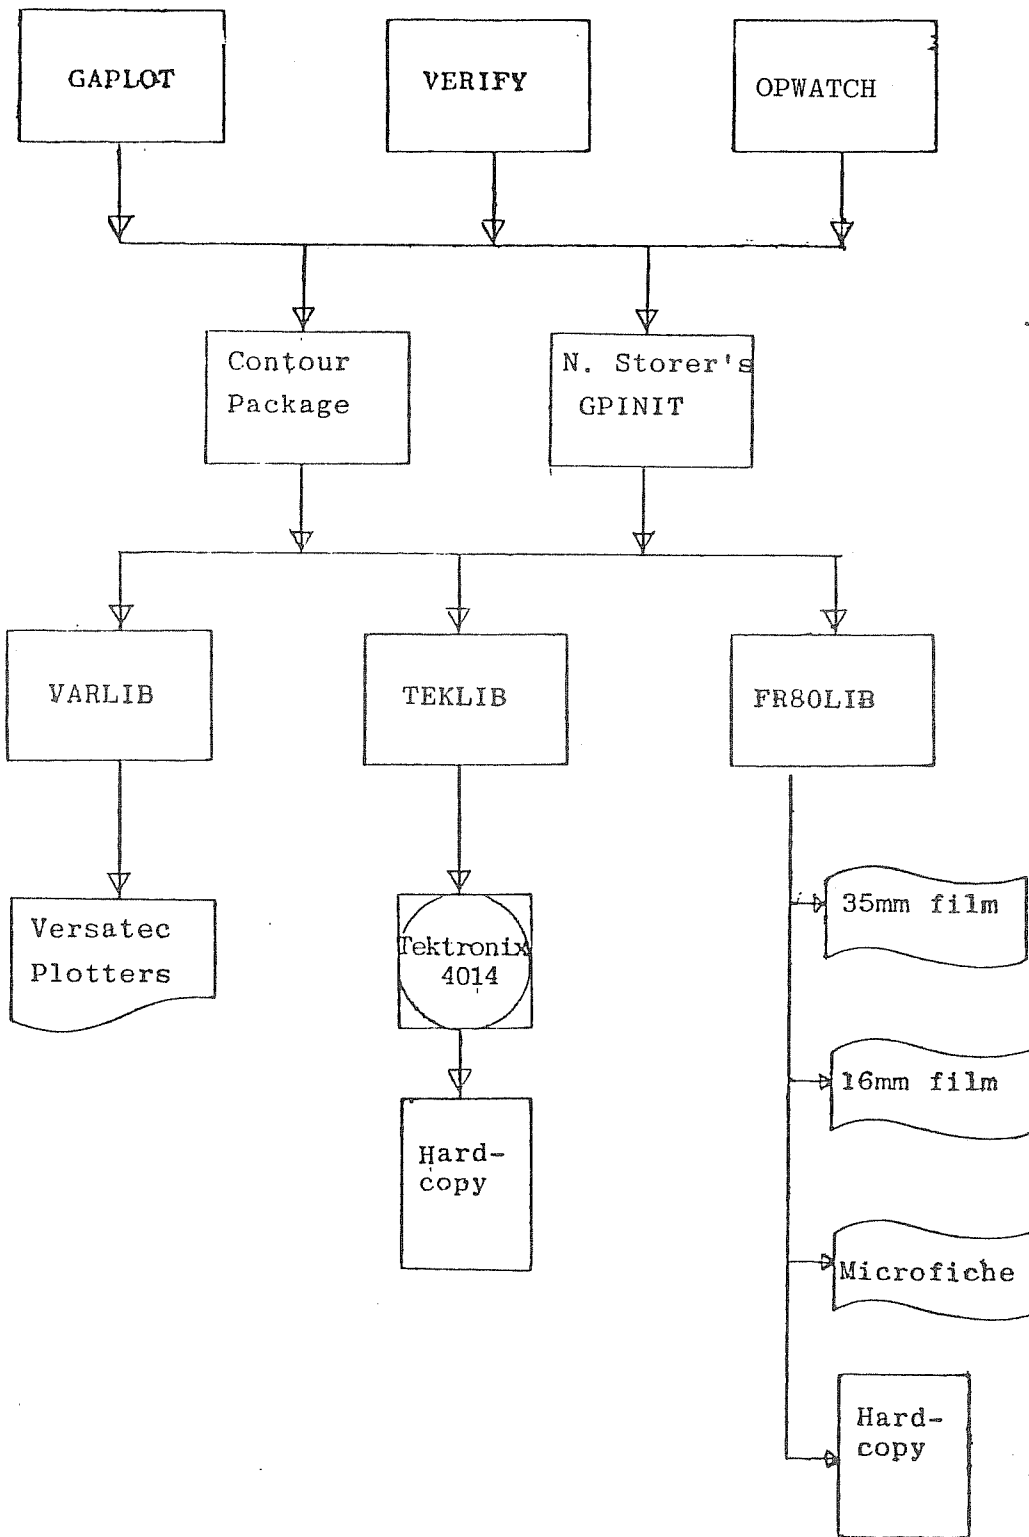 GAPLOT
VERIFY
OPWATCH
Contour
Package
N. Storer's
GPINIT
VARLIB
TEKLIB
FR80LIB
Versatec
Plotters
Tektronix
4014
Hard-
copy
35mm film
16mm film
Microfiche
Hard-
copy